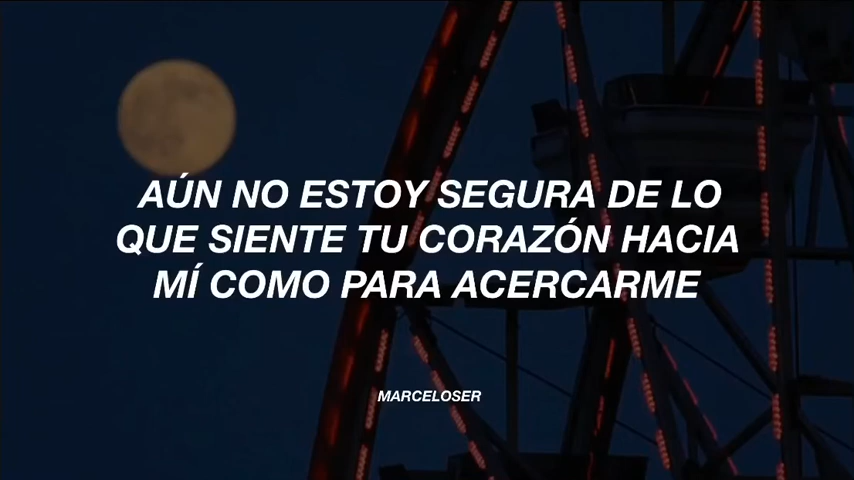 AÚN NO ESTOY SEGURA DE LO
QUE SIENTE TU CORAZÓN HACIA
MÍ COMO PARA ACERCARME
MARCELOSER